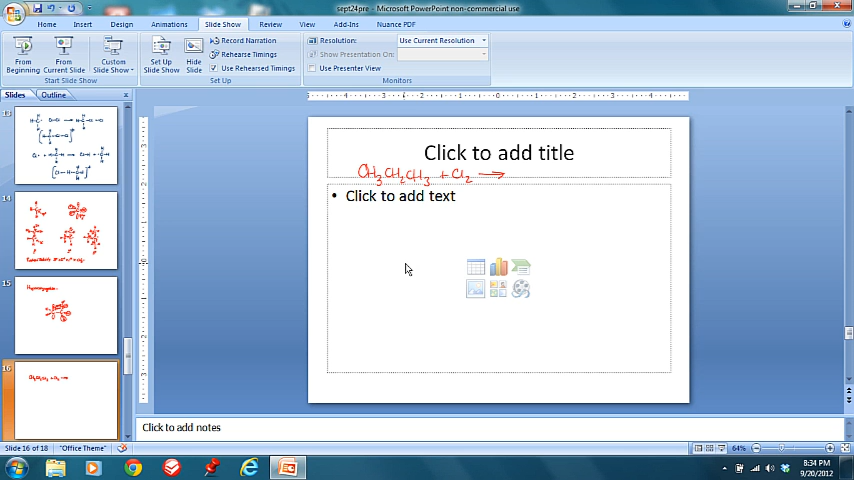 sept24pre - Microsoft PowerPoint non-commercial use
Home Insert Design Animations Slide Show Review View Add-Ins Nuance PDF
From Beginning
From Current Slide
Custom Slide Show
Start Slide Show
Set Up Slide Show
Hide Slide
Record Narration
Rehearse Timings
Use Rehearsed Timings
Set Up
Resolution: Use Current Resolution
Show Presentation On:
Use Presenter View
Monitors
Slides Outline
13
14
15
16
CH3CH2CH3 + Cl2 →
Click to add title
CH3CH2CH3 + Cl2 →
• Click to add text
Click to add notes
Slide 16 of 18 "Office Theme" 64%
8:34 PM
9/20/2012